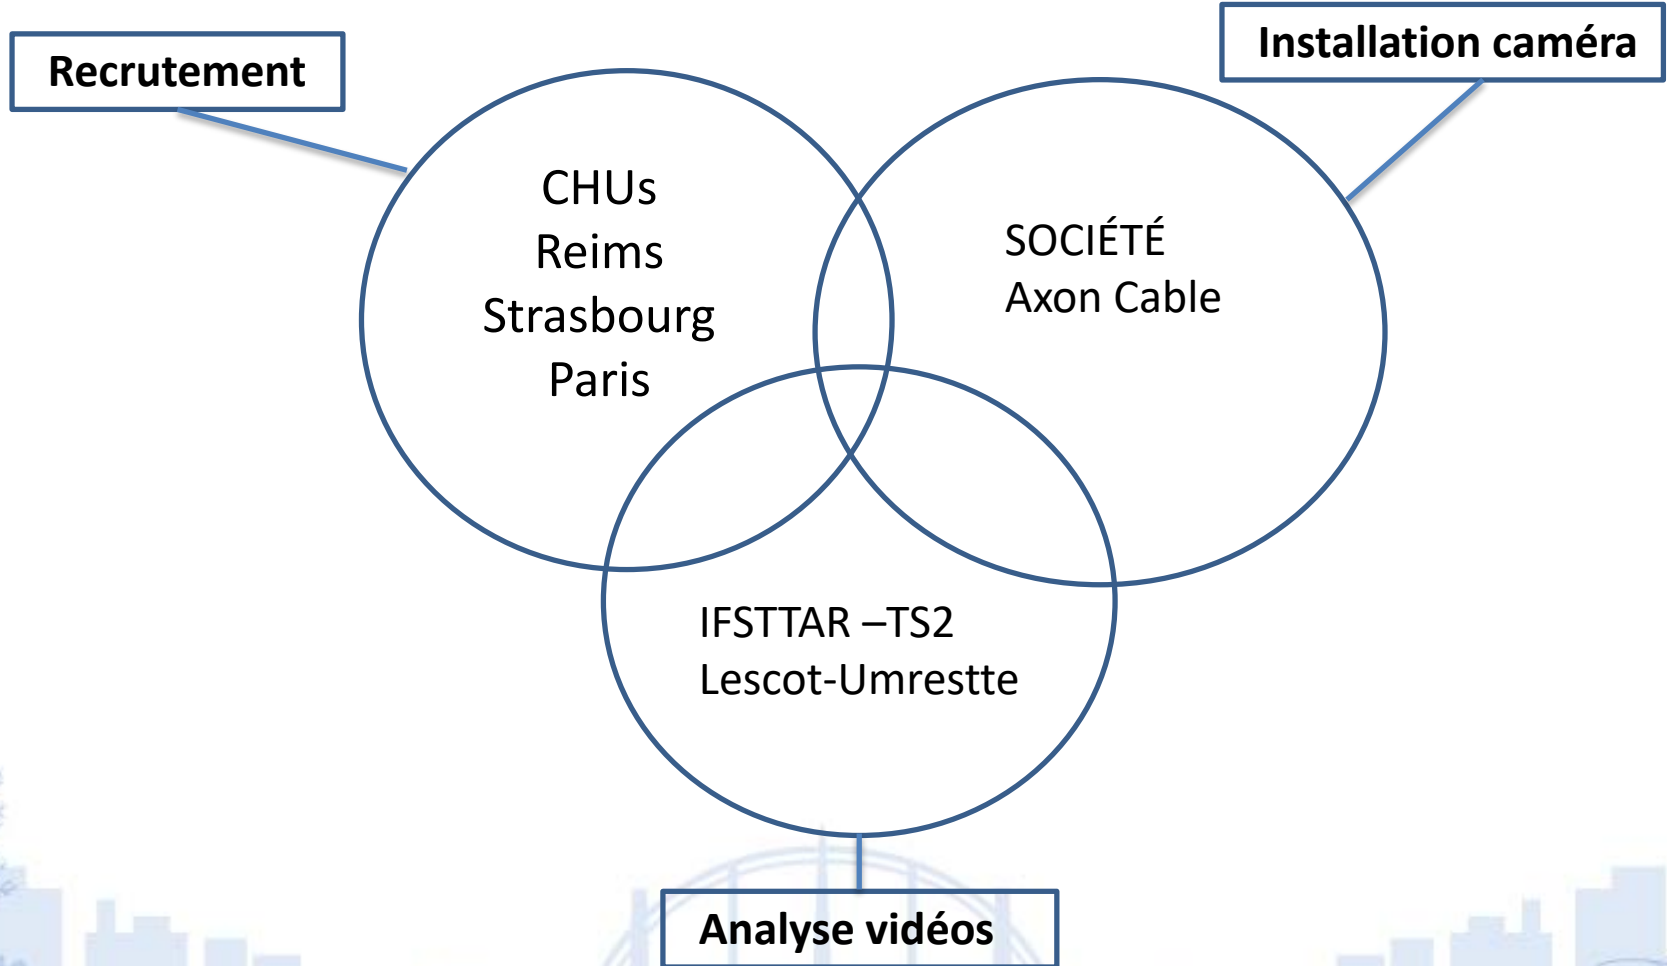 Recrutement
Installation caméra
CHUs
Reims
Strasbourg
Paris
SOCIÉTÉ
Axon Cable
IFSTTAR –TS2
Lescot-Umrestte
Analyse vidéos